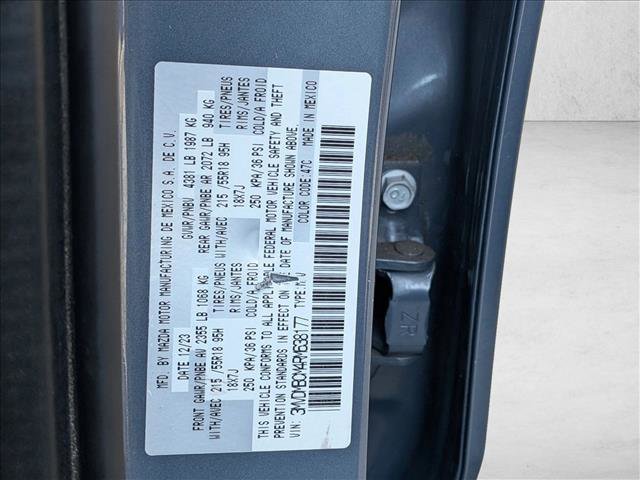 MFD. BY MAZDA MOTOR MANUFACTURING DE MEXICO S.A. DE C.V.
DATE 12/23 GVWR/PNBV 4381 LB 1987 KG
FRONT GAWR/PNBE AV 2355 LB 1068 KG REAR GAWR/PNBE AR 2072 LB 940 KG
WITH/AVEC 215/55R18 95H TIRES/PNEUS WITH/AVEC 215/55R18 95H TIRES/PNEUS
18X7J RIMS/JANTES 18X7J RIMS/JANTES
250 KPA/36 PSI COLD/A FROID 250 KPA/36 PSI COLD/A FROID
THIS VEHICLE CONFORMS TO ALL FEDERAL MOTOR VEHICLE SAFETY AND THEFT
PREVENTION STANDARDS IN EFFECT ON DATE OF MANUFACTURE SHOWN ABOVE.
VIN: TYPE: COLOR CODE: 47C MADE IN MEXICO
ZR